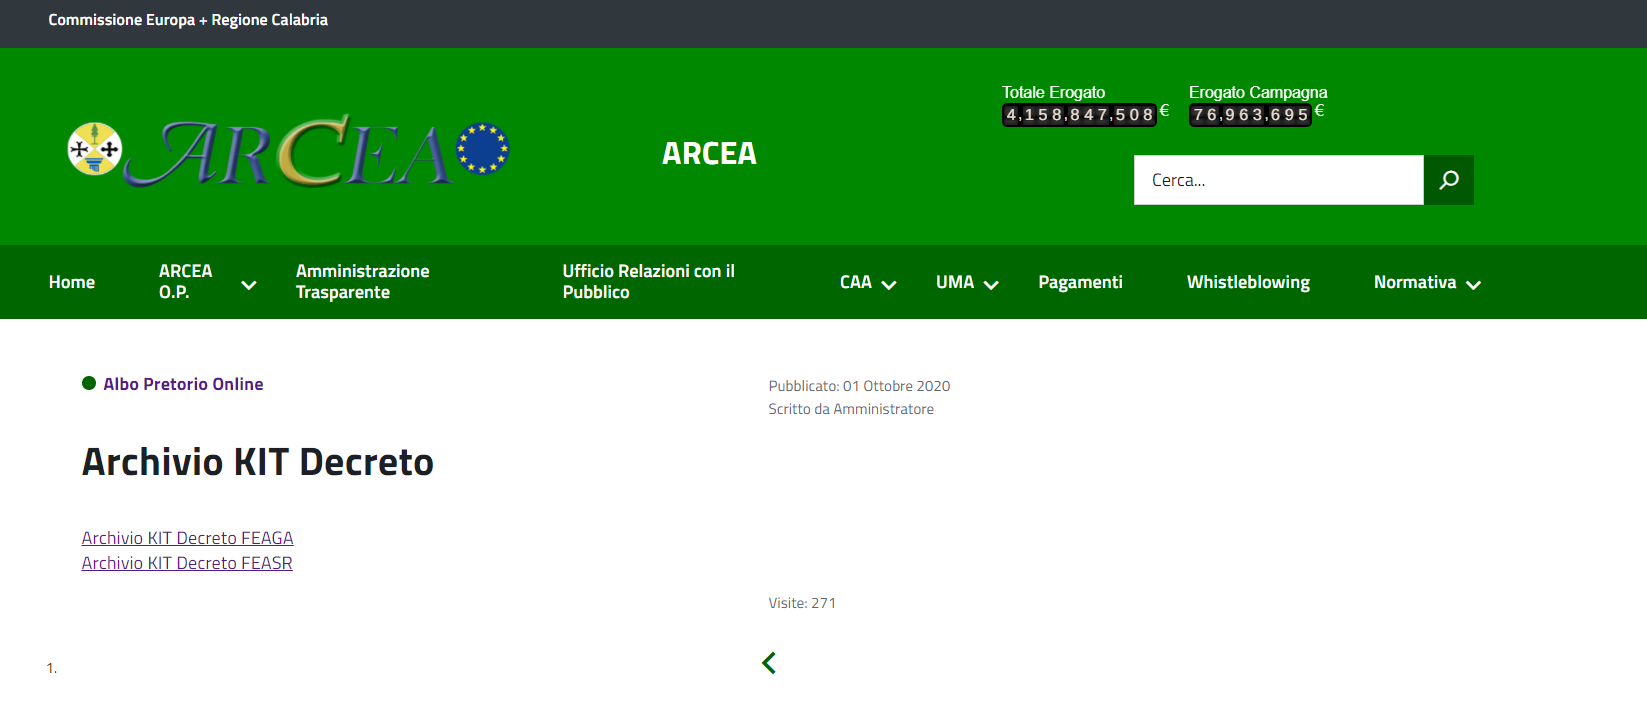 Commissione Europa + Regione Calabria
ARCEA
ARCEA
Totale Erogato
4,158,847,508 €
Erogato Campagna
76,963,695 €
Cerca...
Home
ARCEA
O.P.
Amministrazione
Trasparente
Ufficio Relazioni con il
Pubblico
CAA
UMA
Pagamenti
Whistleblowing
Normativa
Albo Pretorio Online
Pubblicato: 01 Ottobre 2020
Scritto da Amministratore
Archivio KIT Decreto
Archivio KIT Decreto FEAGA
Archivio KIT Decreto FEASR
Visite: 271
1.